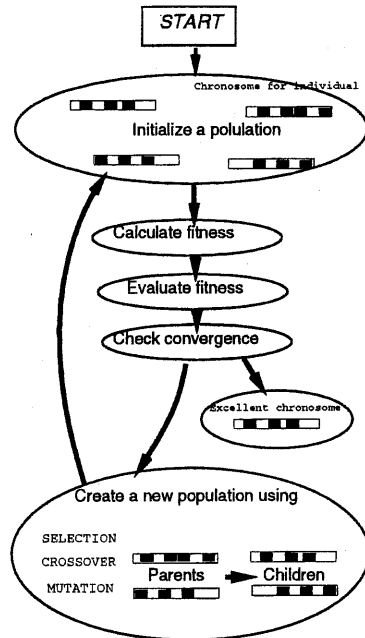 START
Chromosome for individual
Initialize a polulation
Calculate fitness
Evaluate fitness
Check convergence
Excellent chromosome
Create a new population using
SELECTION
CROSSOVER
Parents
Children
MUTATION